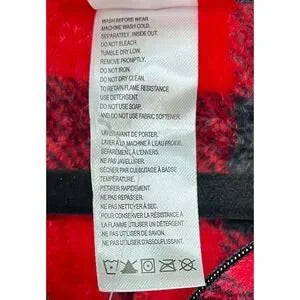 WASH BEFORE WEAR
MACHINE WASH COLD,
SEPARATELY, INSIDE OUT.
DO NOT BLEACH.
TUMBLE DRY LOW.
REMOVE PROMPTLY.
DO NOT IRON.
DO NOT DRY CLEAN.
TO RETAIN FLAME RESISTANCE
USE DETERGENT.
DO NOT USE SOAP,
AND DO NOT USE FABRIC SOFTENER.
AVANT DE PORTER.
LAVER À LA MACHINE À L'EAU FROIDE,
SÉPARÉMENT, À L'ENVERS.
NE PAS JAVELLISER.
SÉCHER PAR CULBUTAGE À BASSE
TEMPÉRATURE.
RETIRER RAPIDEMENT.
NE PAS REPASSER.
NE PAS NETTOYER À SEC.
POUR CONSERVER LA RÉSISTANCE À
LA FLAMME UTILISER UN DÉTERGENT.
NE PAS UTILISER DE SAVON.
NE PAS UTILISER D'ASSOUPLISSANT.